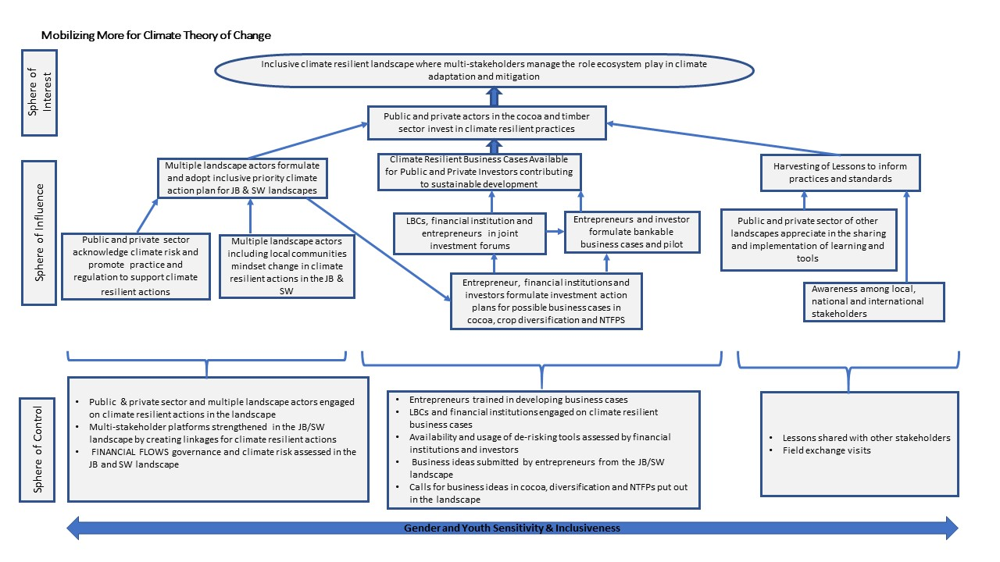 Mobilizing More for Climate Theory of Change
Sphere of
Interest
Inclusive climate resilient landscape where multi-stakeholders manage the role ecosystem play in climate
adaptation and mitigation
Public and private actors in the cocoa and timber
sector invest in climate resilient practices
Sphere of Influence
Multiple landscape actors formulate
and adopt inclusive priority climate
action plan for JB & SW landscapes
Climate Resilient Business Cases Available
for Public and Private Investors contributing
to sustainable development
Harvesting of Lessons to inform
practices and standards
Public and private sector
acknowledge climate risk and
promote practice and
regulation to support climate
resilient actions
Multiple landscape actors
including local communities
mindset change in climate
resilient actions in the JB &
SW
LBCs, financial institution and
entrepreneurs in joint
investment forums
Entrepreneurs and investor
formulate bankable
business cases and pilot
Public and private sector of other
landscapes appreciate in the sharing
and implementation of learning and
tools
Entrepreneur, financial institutions and
investors formulate investment action
plans for possible business cases in
cocoa, crop diversification and NTFPS
Awareness among local,
national and international
stakeholders
Sphere of Control
• Public & private sector and multiple landscape actors engaged
on climate resilient actions in the landscape
• Multi-stakeholder platforms strengthened in the JB/SW
landscape by creating linkages for climate resilient actions
• FINANCIAL FLOWS governance and climate risk assessed in the
JB and SW landscape
• Entrepreneurs trained in developing business cases
• LBCs and financial institutions engaged on climate resilient
business cases
• Availability and usage of de-risking tools assessed by financial
institutions and investors
• Business ideas submitted by entrepreneurs from the JB/SW
landscape
• Calls for business ideas in cocoa, diversification and NTFPs put out
in the landscape
• Lessons shared with other stakeholders
• Field exchange visits
Gender and Youth Sensitivity & Inclusiveness